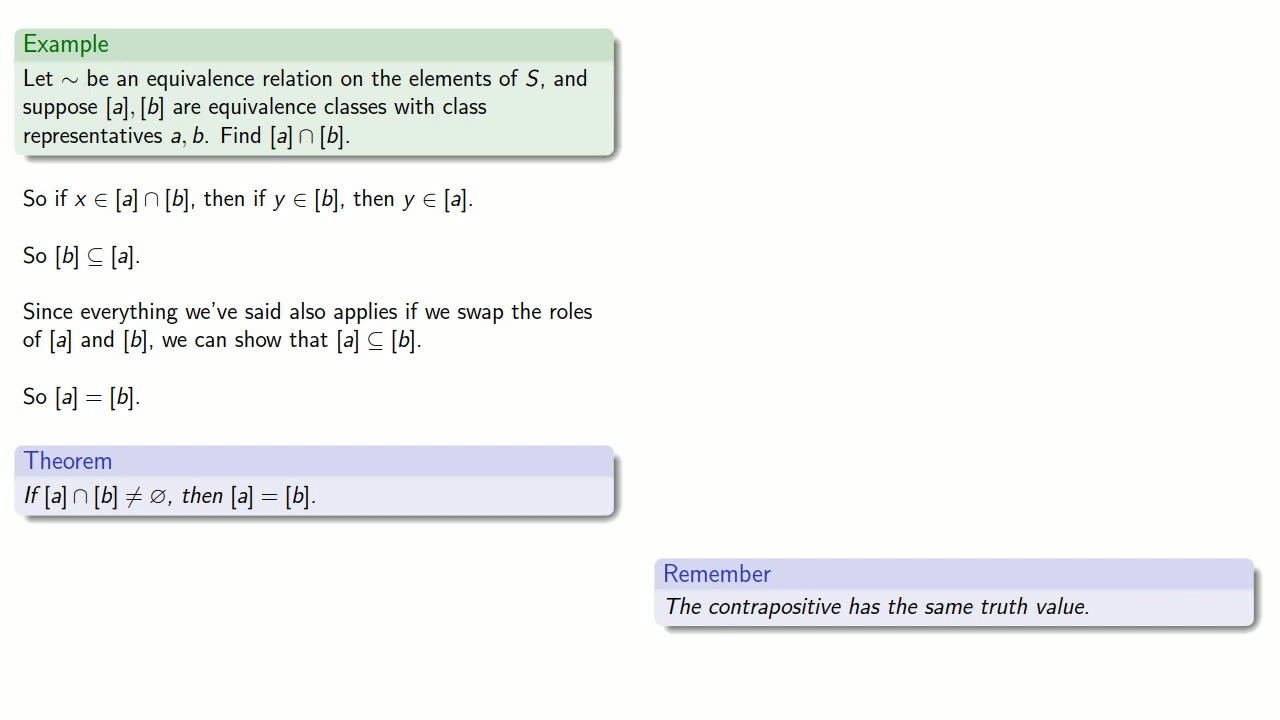 Example
Let ∼ be an equivalence relation on the elements of S, and
suppose [a], [b] are equivalence classes with class
representatives a, b. Find [a] ∩ [b].
So if x ∈ [a] ∩ [b], then if y ∈ [b], then y ∈ [a].
So [b] ⊆ [a].
Since everything we've said also applies if we swap the roles
of [a] and [b], we can show that [a] ⊆ [b].
So [a] = [b].
Theorem
If [a] ∩ [b] ≠ ∅, then [a] = [b].
Remember
The contrapositive has the same truth value.